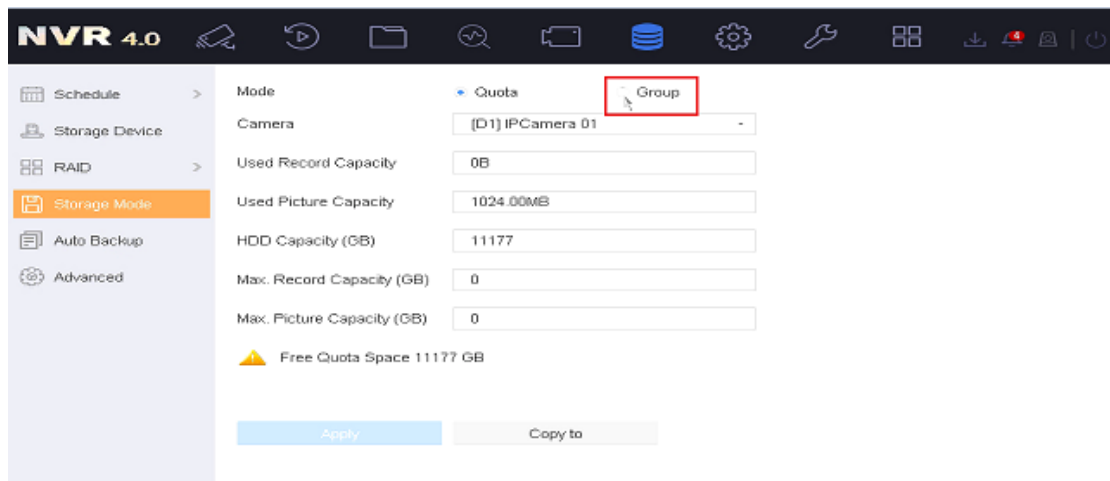 NVR 4.0
4
Schedule >
Storage Device
RAID >
Storage Mode
Auto Backup
Advanced
Mode Quota Group
Camera [D1] IPCamera 01
Used Record Capacity 0B
Used Picture Capacity 1024.00MB
HDD Capacity (GB) 11177
Max. Record Capacity (GB) 0
Max. Picture Capacity (GB) 0
Free Quota Space 11177 GB
Apply Copy to